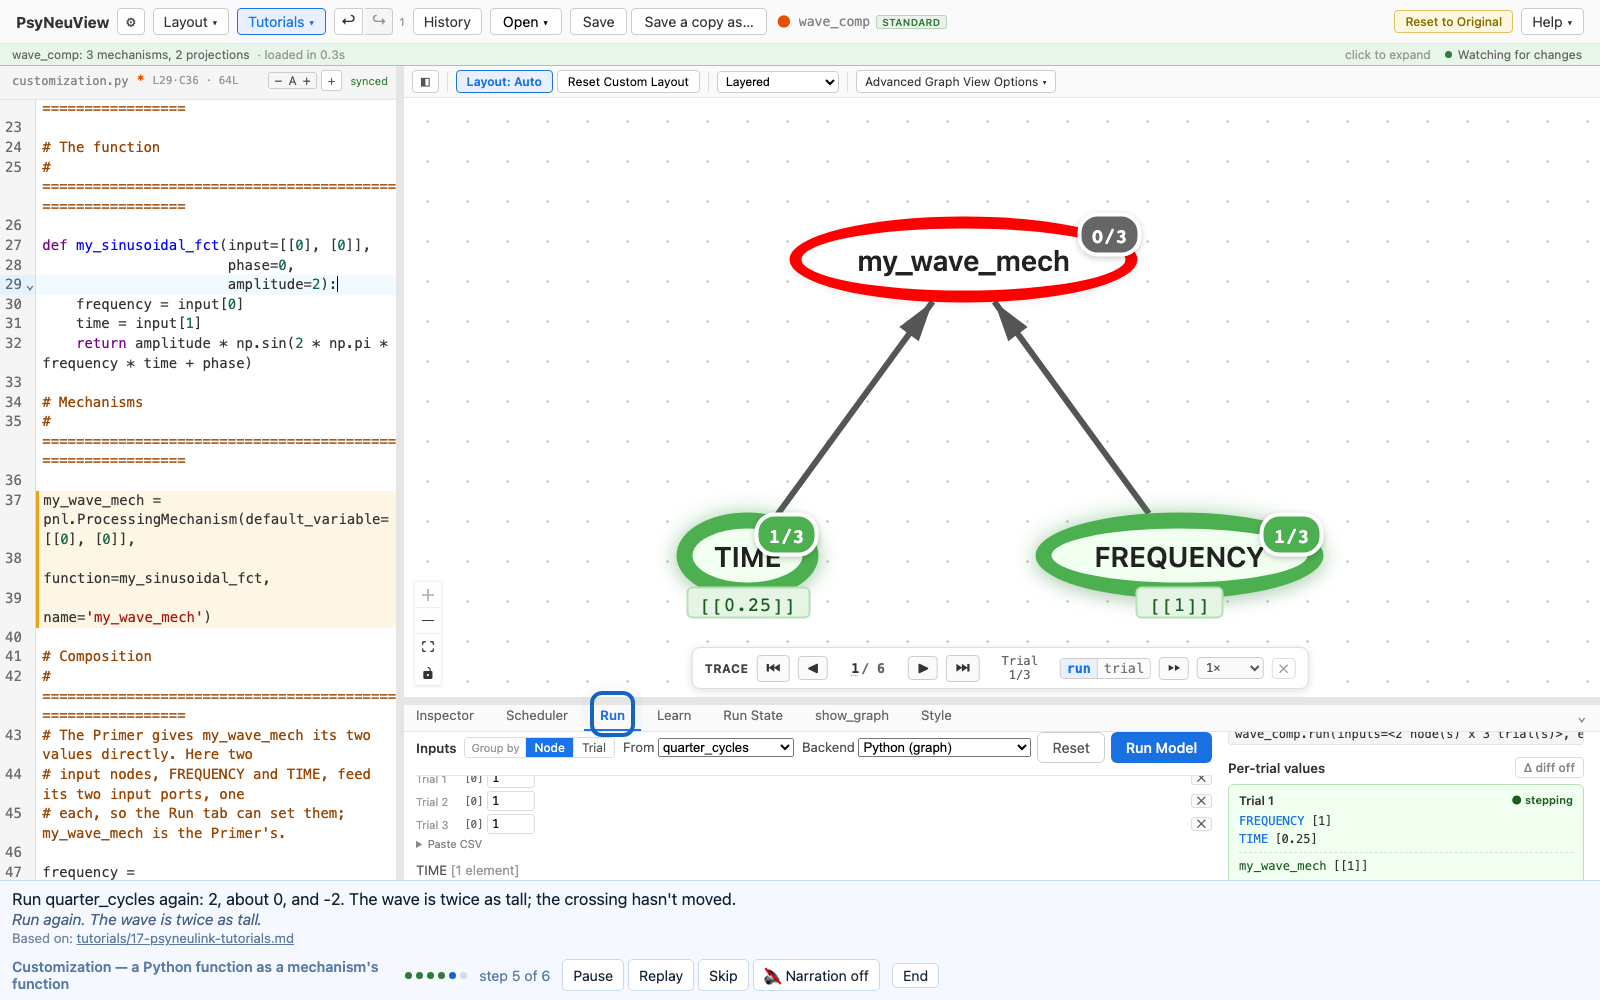 PsyNeuView
Layout ▾
Tutorials ▾
1
History
Open ▾
Save
Save a copy as...
wave_comp STANDARD
Reset to Original
Help ▾
wave_comp: 3 mechanisms, 2 projections · loaded in 0.3s
click to expand
Watching for changes
customization.py * L29·C36 · 64L
− A +
+
synced
Layout: Auto
Reset Custom Layout
Layered
Advanced Graph View Options ▾
=================
23
24 # The function
25 #
==========================================
=================
26
27 def my_sinusoidal_fct(input=[[0], [0]],
28 phase=0,
29 amplitude=2):
30 frequency = input[0]
31 time = input[1]
32 return amplitude * np.sin(2 * np.pi *
frequency * time + phase)
33
34 # Mechanisms
35 #
==========================================
=================
36
37 my_wave_mech =
pnl.ProcessingMechanism(default_variable=
[[0], [0]],
38
function=my_sinusoidal_fct,
39
name='my_wave_mech')
40
41 # Composition
42 #
==========================================
=================
43 # The Primer gives my_wave_mech its two
values directly. Here two
44 # input nodes, FREQUENCY and TIME, feed
its two input ports, one
45 # each, so the Run tab can set them;
my_wave_mech is the Primer's.
46
47 frequency =
my_wave_mech
0/3
TIME
1/3
[[0.25]]
FREQUENCY
1/3
[[1]]
TRACE
1/ 6
Trial
1/3
run trial
1×
Inspector
Scheduler
Run
Learn
Run State
show_graph
Style
Inputs
Group by Node Trial
From quarter_cycles
Backend Python (graph)
Reset
Run Model
Trial 1 [0] 1
Trial 2 [0] 1
Trial 3 [0] 1
▸ Paste CSV
TIME [1 element]
wave_comp.run(inputs=<2 node(s) x 3 trial(s)>, e
Per-trial values
Δ diff off
Trial 1
stepping
FREQUENCY [1]
TIME [0.25]
my_wave_mech [[1]]
Run quarter_cycles again: 2, about 0, and -2. The wave is twice as tall; the crossing hasn't moved.
Run again. The wave is twice as tall.
Based on: tutorials/17-psyneulink-tutorials.md
Customization — a Python function as a mechanism's
function
step 5 of 6
Pause
Replay
Skip
Narration off
End